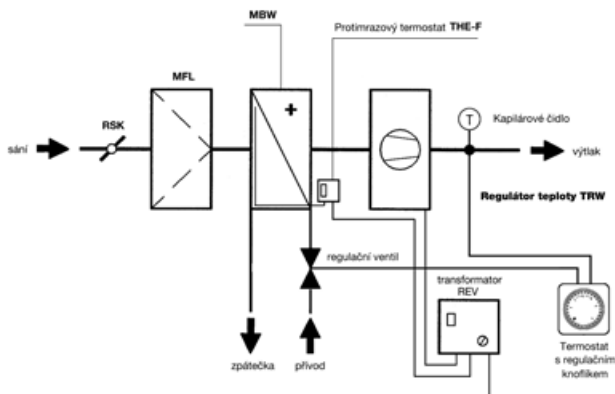 MBW
Protimrazový termostat THE-F
MFL
RSK
+
T
Kapilárové čidlo
sání
výtlak
Regulátor teploty TRW
regulační ventil
transformator
REV
Termostat
s regulačním
knoflíkem
zpátečka
přívod